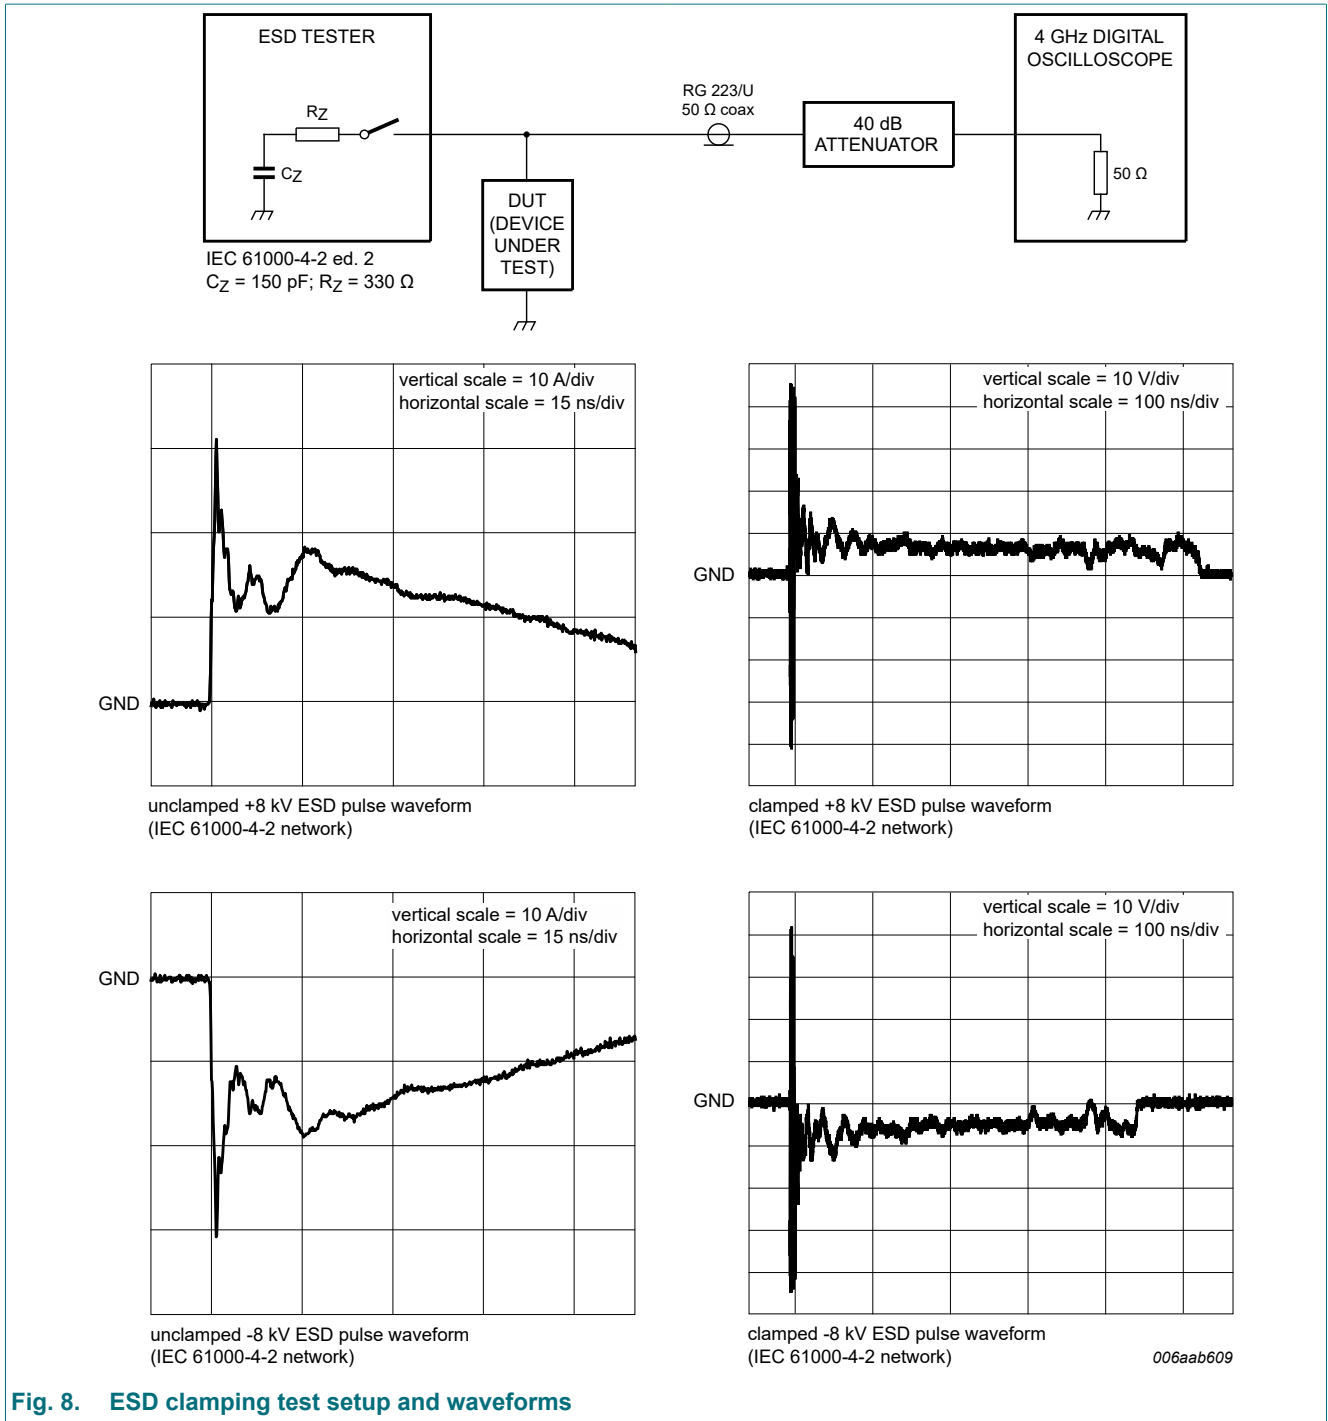 ESD TESTER
RZ
CZ
IEC 61000-4-2 ed. 2
CZ = 150 pF; RZ = 330 Ω
DUT
(DEVICE
UNDER
TEST)
RG 223/U
50 Ω coax
40 dB
ATTENUATOR
4 GHz DIGITAL
OSCILLOSCOPE
50 Ω
vertical scale = 10 A/div
horizontal scale = 15 ns/div
GND
unclamped +8 kV ESD pulse waveform
(IEC 61000-4-2 network)
vertical scale = 10 V/div
horizontal scale = 100 ns/div
GND
clamped +8 kV ESD pulse waveform
(IEC 61000-4-2 network)
vertical scale = 10 A/div
horizontal scale = 15 ns/div
GND
unclamped -8 kV ESD pulse waveform
(IEC 61000-4-2 network)
vertical scale = 10 V/div
horizontal scale = 100 ns/div
GND
clamped -8 kV ESD pulse waveform
(IEC 61000-4-2 network)
006aab609
Fig. 8. ESD clamping test setup and waveforms